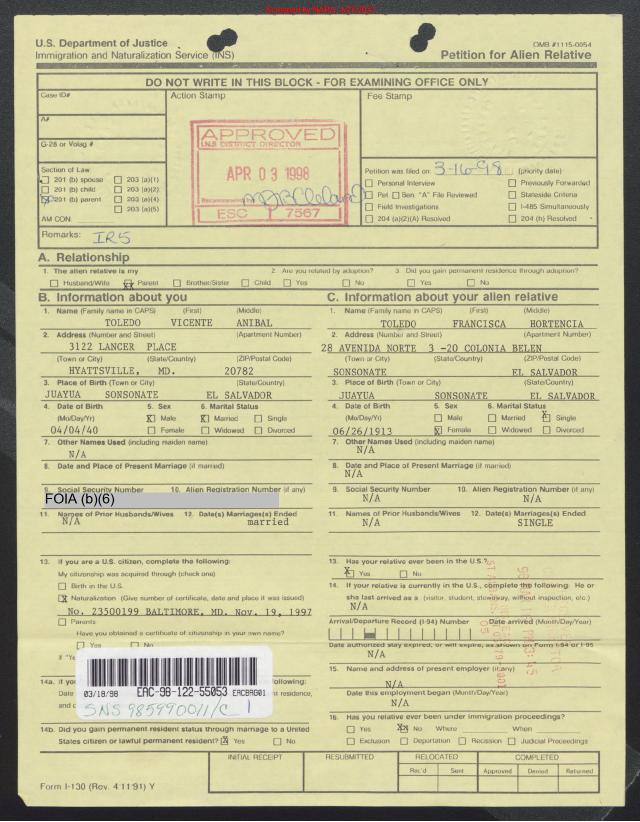 U.S. Department of Justice
Immigration and Naturalization Service (INS)
OMB #1115-0054
Petition for Alien Relative
DO NOT WRITE IN THIS BLOCK - FOR EXAMINING OFFICE ONLY
Case ID#
Action Stamp
Fee Stamp
A#
G-28 or Volag #
APPROVED
INS DISTRICT DIRECTOR
APR 03 1998
ESC 7567
Section of Law
201 (b) spouse 203 (a)(1)
201 (b) child 203 (a)(2)
201 (b) parent 203 (a)(4)
203 (a)(5)
AM CON:
Petition was filed on: 3-16-98 (priority date)
Personal Interview Previously Forwarded
Pet Ben "A" File Reviewed Stateside Criteria
Field Investigations I-485 Simultaneously
204 (a)(2)(A) Resolved 204 (h) Resolved
Remarks: IR5
A. Relationship
1. The alien relative is my 2. Are you related by adoption? 3. Did you gain permanent residence through adoption?
Husband/Wife Parent Brother/Sister Child Yes No Yes No
B. Information about you
1. Name (Family name in CAPS) (First) (Middle)
TOLEDO VICENTE ANIBAL
2. Address (Number and Street) (Apartment Number)
3122 LANCER PLACE
(Town or City) (State/Country) (ZIP/Postal Code)
HYATTSVILLE, MD. 20782
3. Place of Birth (Town or City) (State/Country)
JUAYUA SONSONATE EL SALVADOR
4. Date of Birth 5. Sex 6. Marital Status
(Mo/Day/Yr) X Male X Married Single
04/04/40 Female Widowed Divorced
7. Other Names Used (including maiden name)
N/A
8. Date and Place of Present Marriage (if married)
9. Social Security Number 10. Alien Registration Number (if any)
FOIA (b)(6)
11. Names of Prior Husbands/Wives 12. Date(s) Marriages(s) Ended
N/A married
13. If you are a U.S. citizen, complete the following:
My citizenship was acquired through (check one)
Birth in the U.S.
X Naturalization (Give number of certificate, date and place it was issued)
No. 23500199 BALTIMORE, MD. Nov. 19, 1997
Parents
Have you obtained a certificate of citizenship in your own name?
Yes No
If "Ye
14a. If yo
following:
Date
residence,
and c
03/18/98 EAC-98-122-55053 EACBAG01
SNS 985990011/C 1
14b. Did you gain permanent resident status through marriage to a United
States citizen or lawful permanent resident? X Yes No
C. Information about your alien relative
1. Name (Family name in CAPS) (First) (Middle)
TOLEDO FRANCISCA HORTENCIA
2. Address (Number and Street) (Apartment Number)
28 AVENIDA NORTE 3 -20 COLONIA BELEN
(Town or City) (State/Country) (ZIP/Postal Code)
SONSONATE EL SALVADOR
3. Place of Birth (Town or City) (State/Country)
JUAYUA SONSONATE EL SALVADOR
4. Date of Birth 5. Sex 6. Marital Status
(Mo/Day/Yr) Male Married X Single
06/26/1913 X Female Widowed Divorced
7. Other Names Used (including maiden name)
N/A
8. Date and Place of Present Marriage (if married)
N/A
9. Social Security Number 10. Alien Registration Number (if any)
N/A N/A
11. Names of Prior Husbands/Wives 12. Date(s) Marriages(s) Ended
N/A SINGLE
13. Has your relative ever been in the U.S.?
X Yes No
14. If your relative is currently in the U.S., complete the following: He or
she last arrived as a (visitor, student, stowaway, without inspection, etc.)
N/A
Arrival/Departure Record (I-94) Number Date arrived (Month/Day/Year)
Date authorized stay expired, or will expire, as shown on Form I-94 or I-95
N/A
15. Name and address of present employer (if any)
N/A
Date this employment began (Month/Day/Year)
N/A
16. Has your relative ever been under immigration proceedings?
Yes XX No Where When
Exclusion Deportation Recission Judicial Proceedings
INITIAL RECEIPT RESUBMITTED RELOCATED COMPLETED
Rec'd Sent Approved Denied Returned
Form I-130 (Rev. 4/11/91) Y